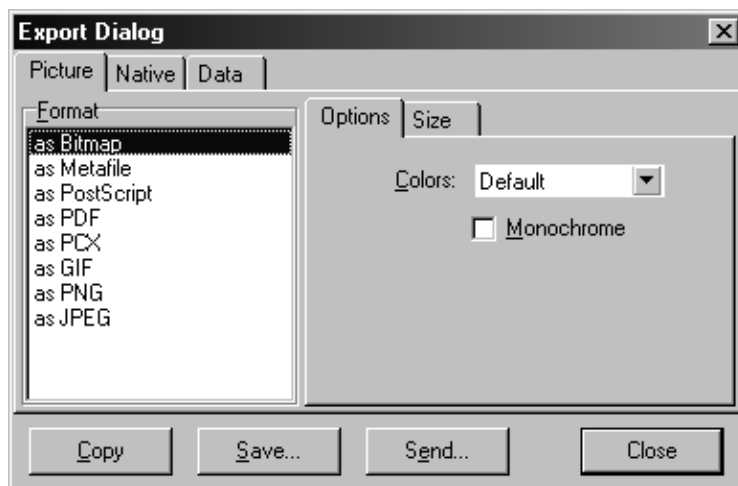 Export Dialog
Picture Native Data
Format
as Bitmap
as Metafile
as PostScript
as PDF
as PCX
as GIF
as PNG
as JPEG
Options Size
Colors: Default
Monochrome
Copy Save... Send... Close